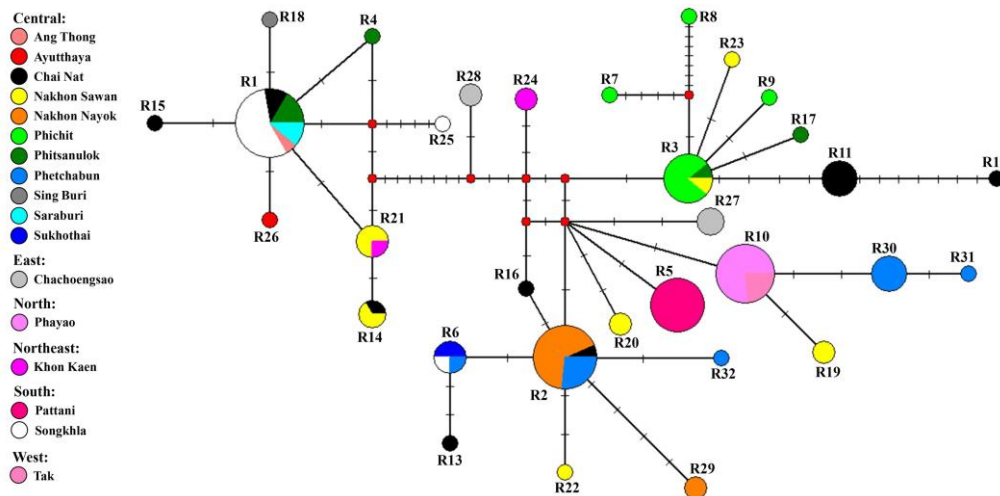 Central:
Ang Thong
Ayutthaya
Chai Nat
Nakhon Sawan
Nakhon Nayok
Phichit
Phitsanulok
Phetchabun
Sing Buri
Saraburi
Sukhothai
East:
Chachoengsao
North:
Phayao
Northeast:
Khon Kaen
South:
Pattani
Songkhla
West:
Tak
R18
R4
R8
R23
R1
R28
R24
R7
R9
R15
R25
R17
R3
R11
R26
R21
R27
R10
R30
R31
R16
R5
R14
R20
R6
R19
R2
R32
R13
R22
R29